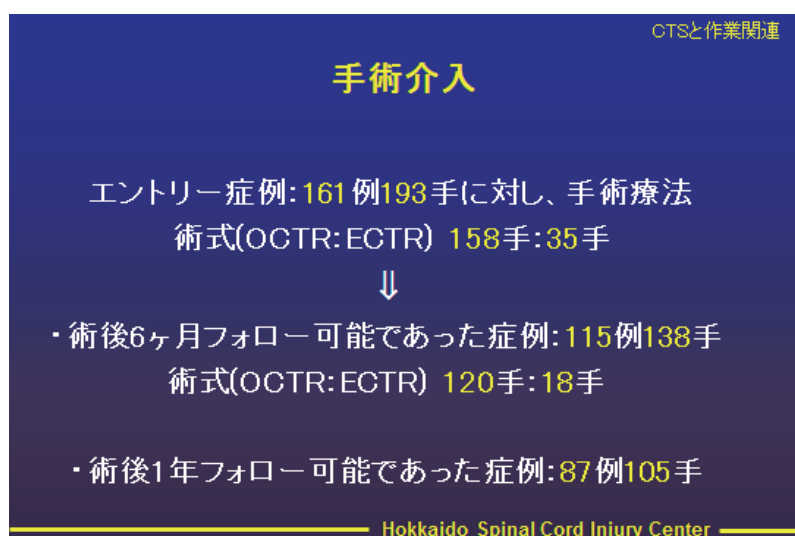 CTSと作業関連
手術介入
エントリー症例:161例193手に対し、手術療法
術式(OCTR:ECTR) 158手:35手
⇓
・術後6ヶ月フォロー可能であった症例:115例138手
術式(OCTR:ECTR) 120手:18手
・術後1年フォロー可能であった症例:87例105手
Hokkaido Spinal Cord Injury Center